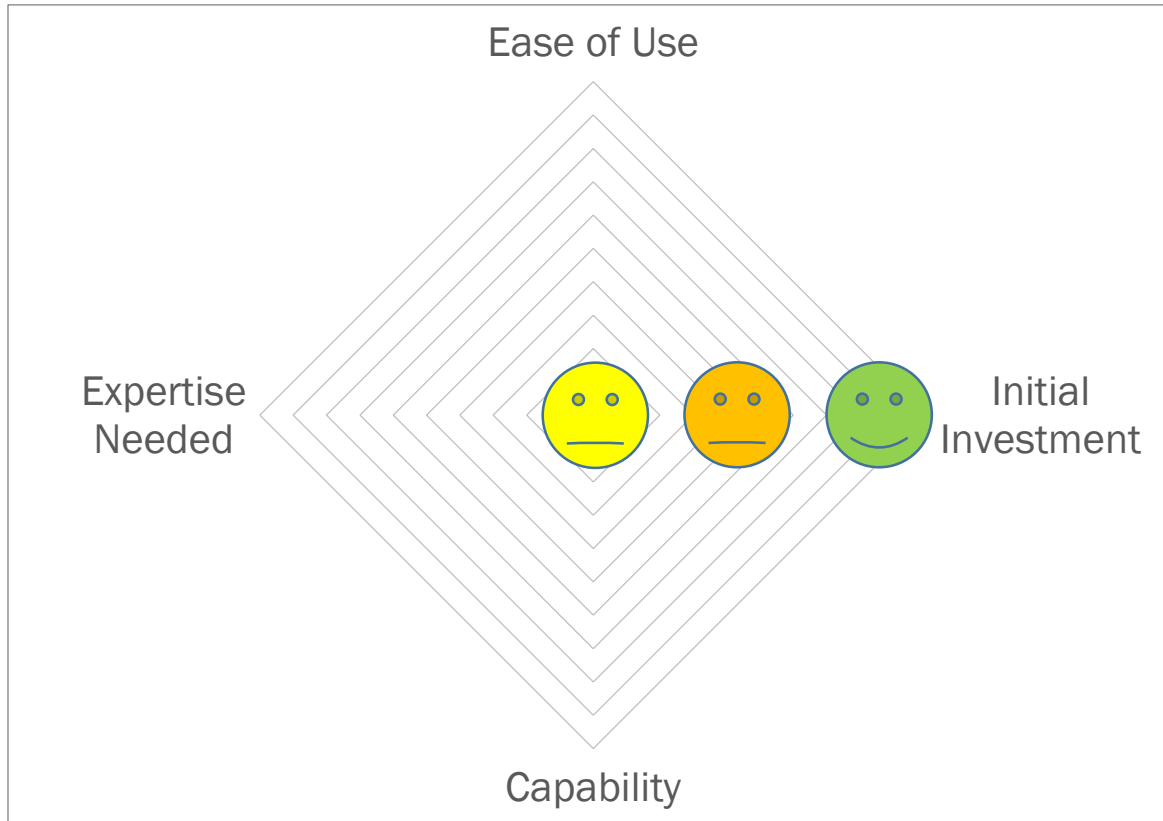 Ease of Use
Expertise
Needed
Initial
Investment
Capability